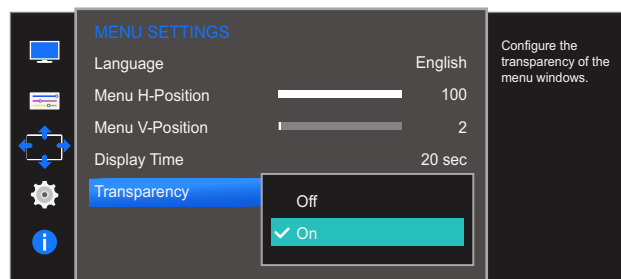 MENU SETTINGS
Language English
Menu H-Position 100
Menu V-Position 2
Display Time 20 sec
Transparency
Off
On
Configure the
transparency of the
menu windows.